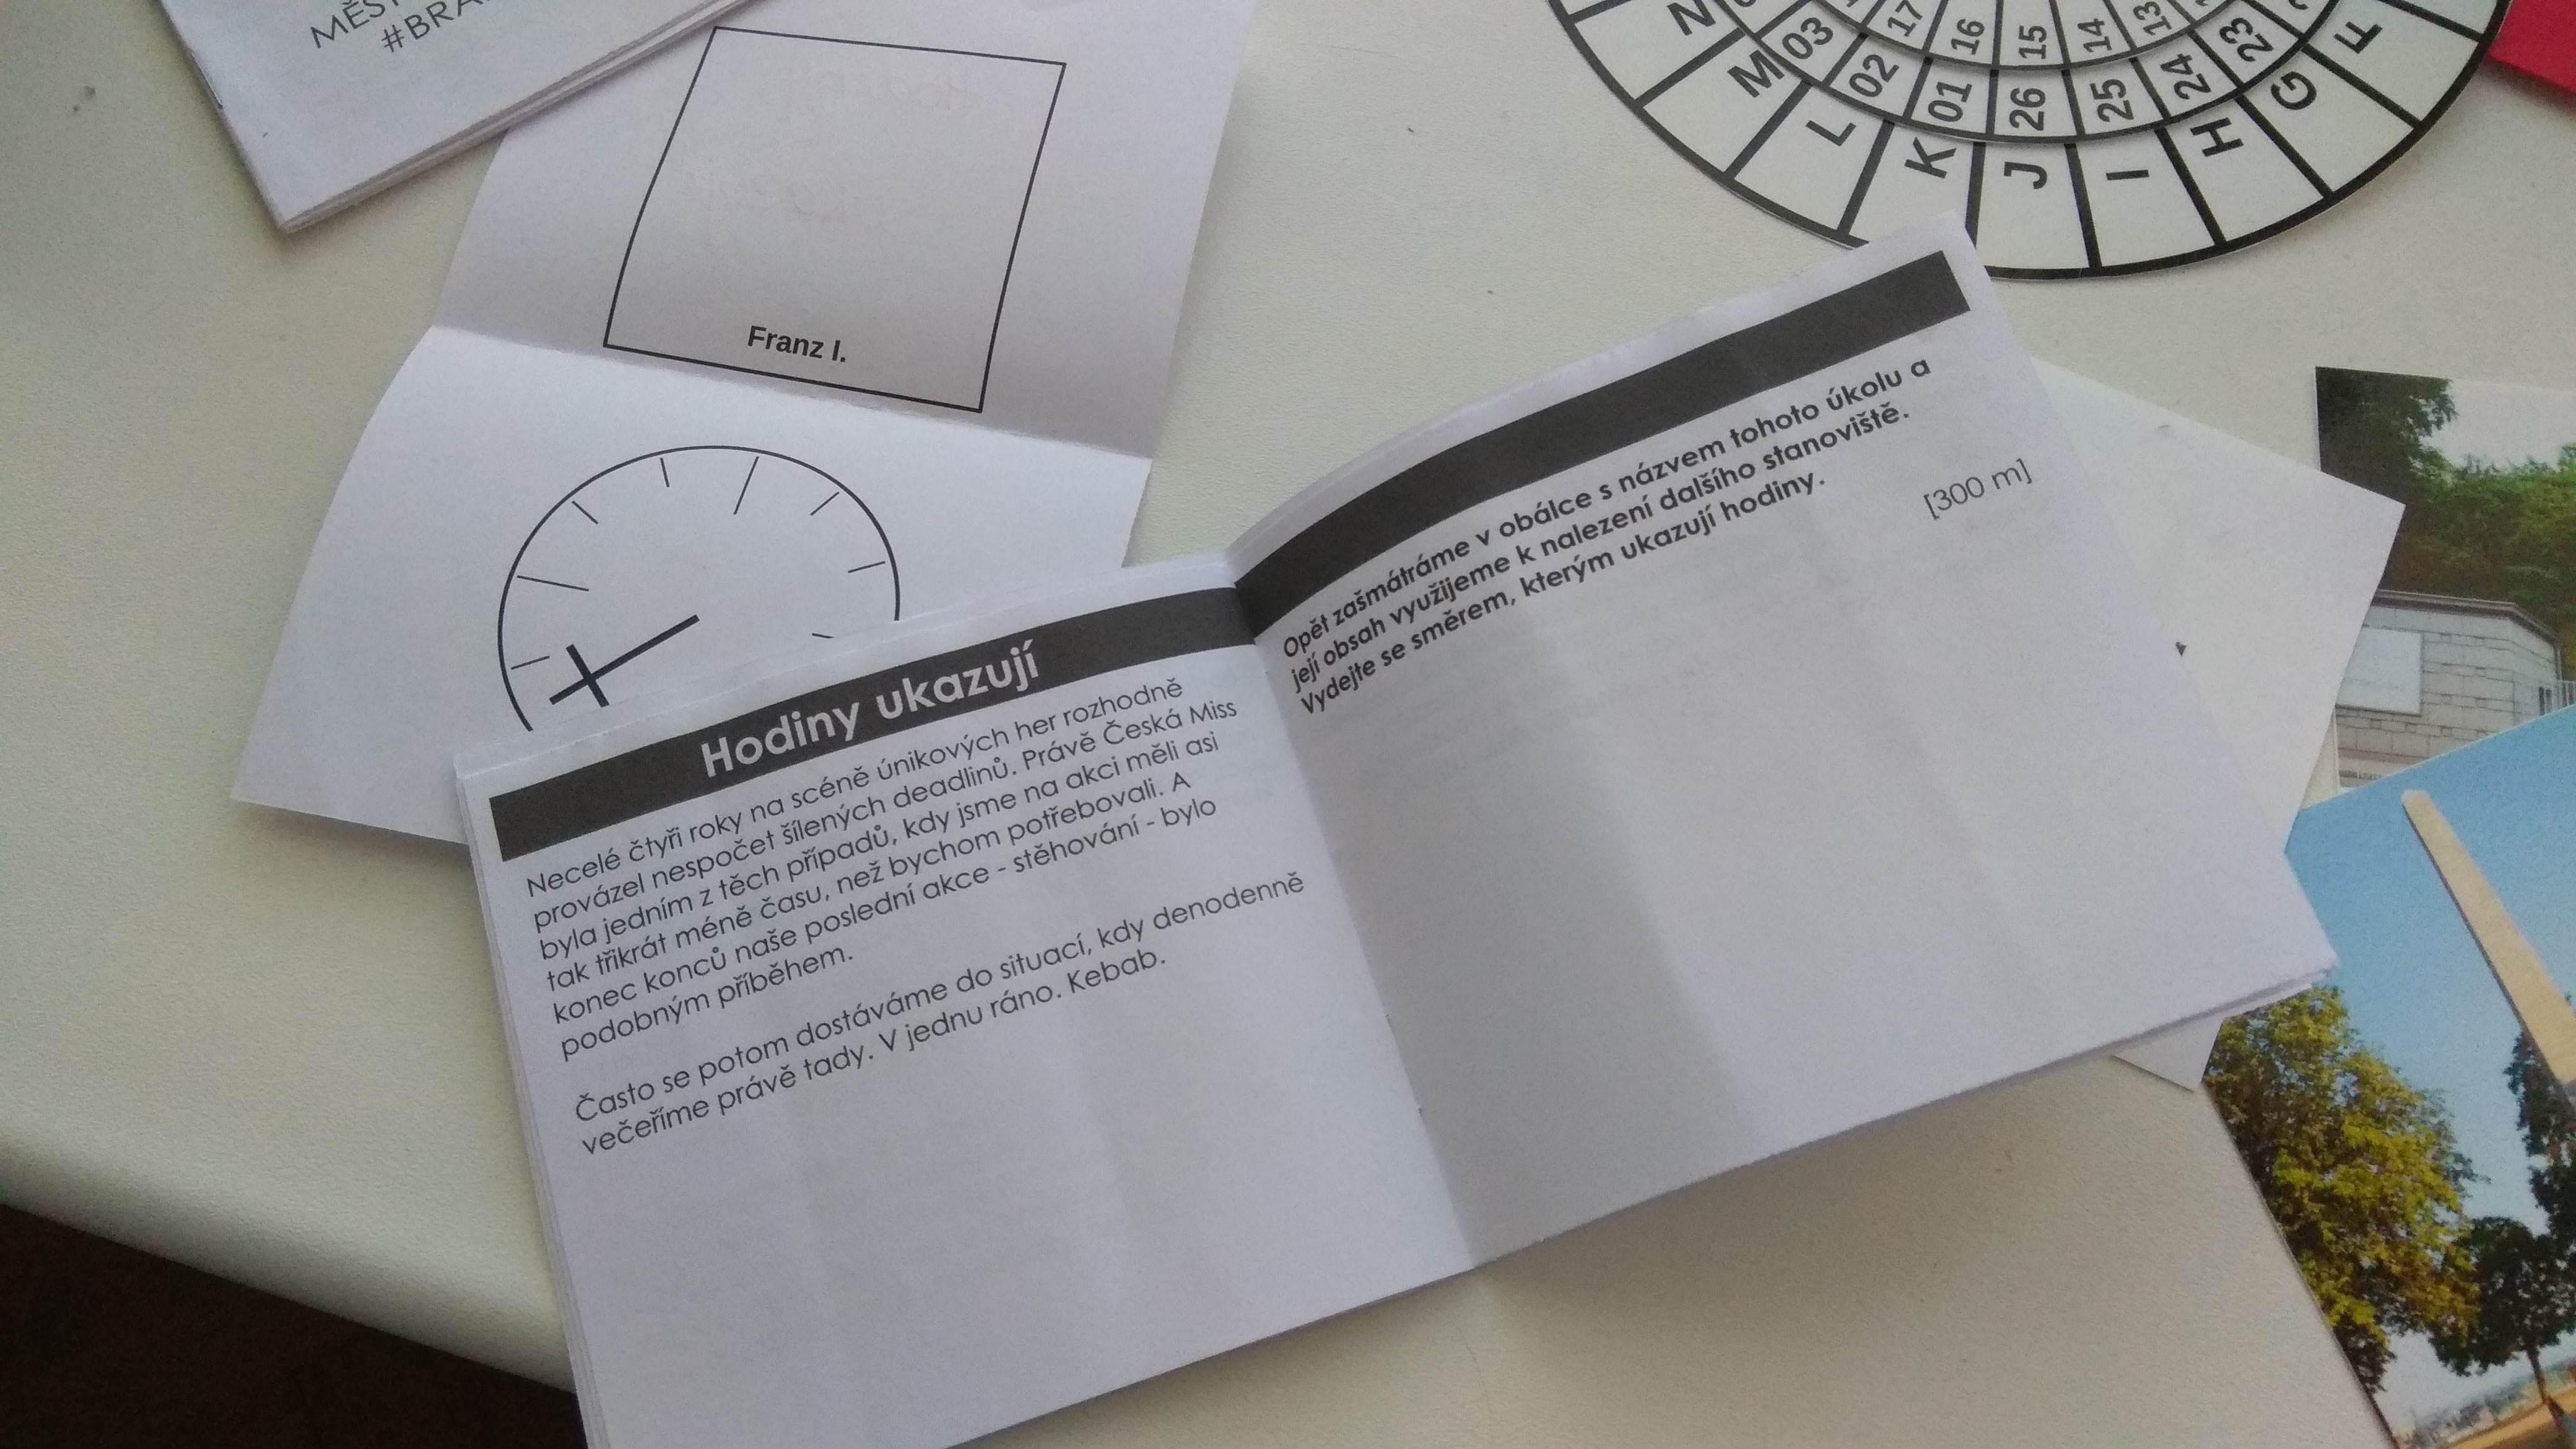 #BRA
Franz I.
N M L K J I H G F
03 02 01 26 25 24 23
17 16 15 14 13
Hodiny ukazují
Necelé čtyři roky na scéně únikových her rozhodně
provázel nespočet šílených deadlinů. Právě Česká Miss
byla jedním z těch případů, kdy jsme na akci měli asi
tak třikrát méně času, než bychom potřebovali. A
konec konců naše poslední akce - stěhování - bylo
podobným příběhem.
Často se potom dostáváme do situací, kdy denodenně
večeříme právě tady. V jednu ráno. Kebab.
Opět zašmátráme v obálce s názvem tohoto úkolu a
její obsah využijeme k nalezení dalšího stanoviště.
Vydejte se směrem, kterým ukazují hodiny.
[300 m]